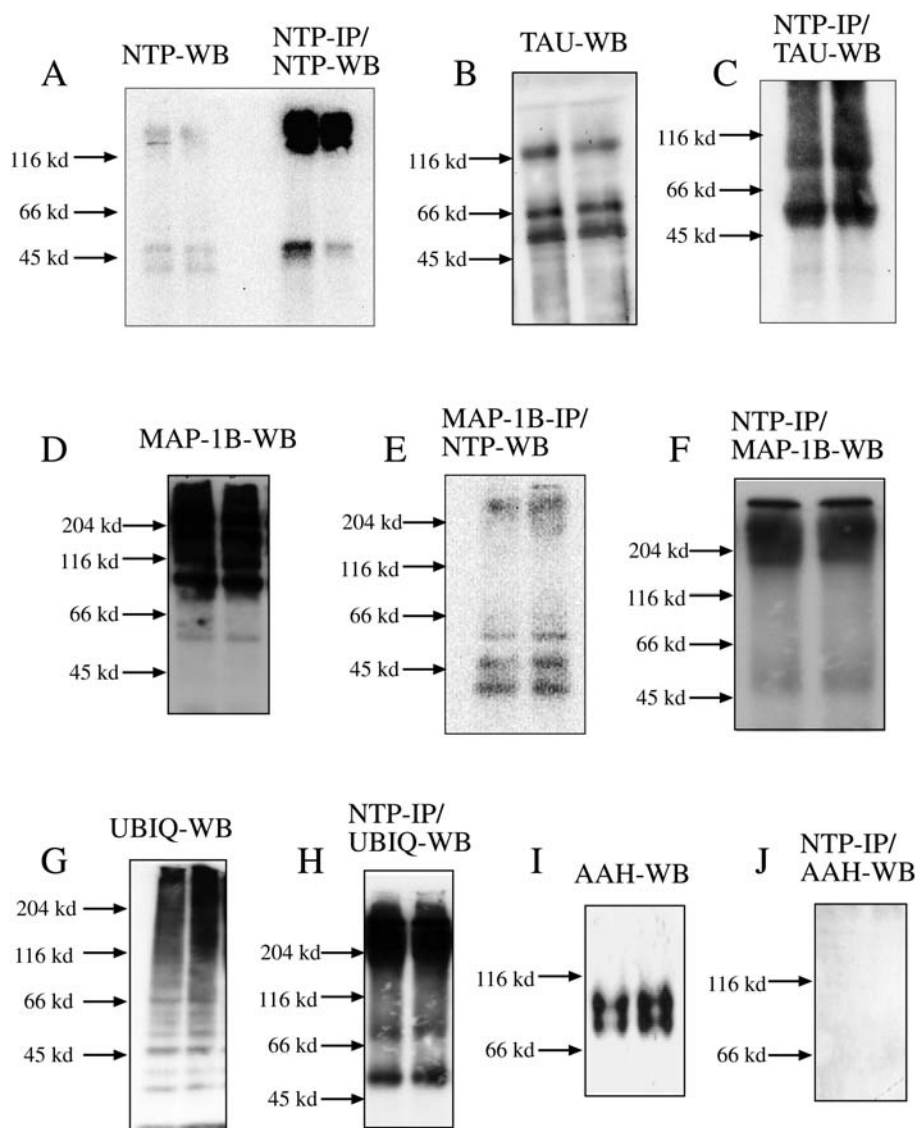 A
NTP-WB
NTP-IP/
NTP-WB
116 kd
66 kd
45 kd
B
TAU-WB
116 kd
66 kd
45 kd
C
NTP-IP/
TAU-WB
116 kd
66 kd
45 kd
D
MAP-1B-WB
204 kd
116 kd
66 kd
45 kd
E
MAP-1B-IP/
NTP-WB
204 kd
116 kd
66 kd
45 kd
F
NTP-IP/
MAP-1B-WB
204 kd
116 kd
66 kd
45 kd
G
UBIQ-WB
204 kd
116 kd
66 kd
45 kd
H
NTP-IP/
UBIQ-WB
204 kd
116 kd
66 kd
45 kd
I
AAH-WB
116 kd
66 kd
J
NTP-IP/
AAH-WB
116 kd
66 kd